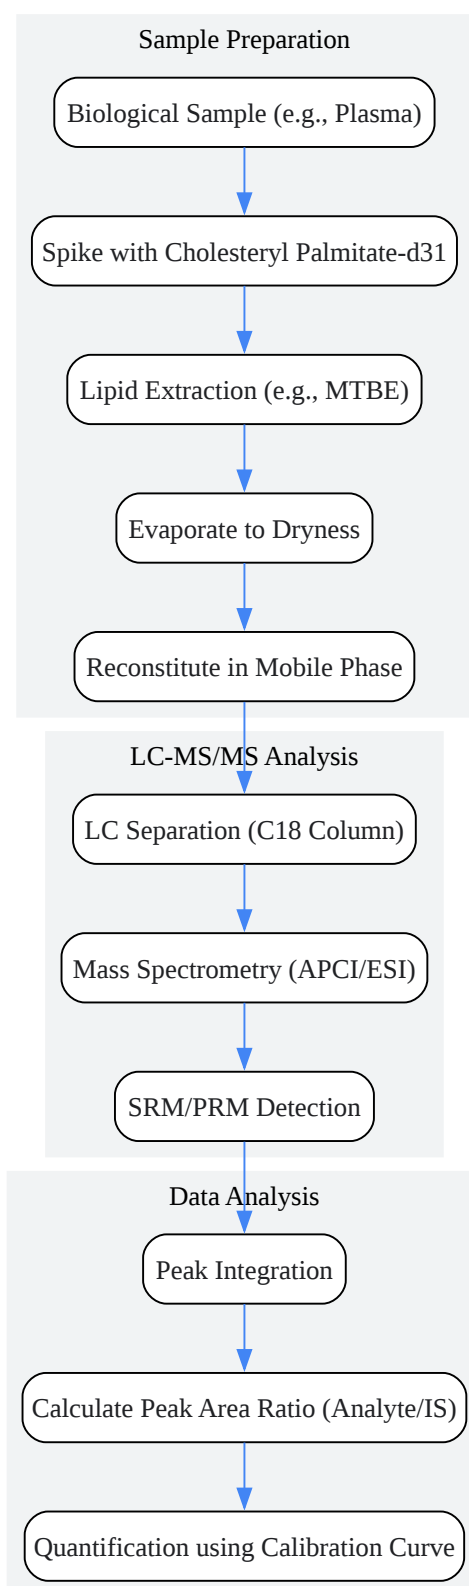 Sample Preparation
Biological Sample (e.g., Plasma)
Spike with Cholesteryl Palmitate-d31
Lipid Extraction (e.g., MTBE)
Evaporate to Dryness
Reconstitute in Mobile Phase
LC-MS/MS Analysis
LC Separation (C18 Column)
Mass Spectrometry (APCI/ESI)
SRM/PRM Detection
Data Analysis
Peak Integration
Calculate Peak Area Ratio (Analyte/IS)
Quantification using Calibration Curve